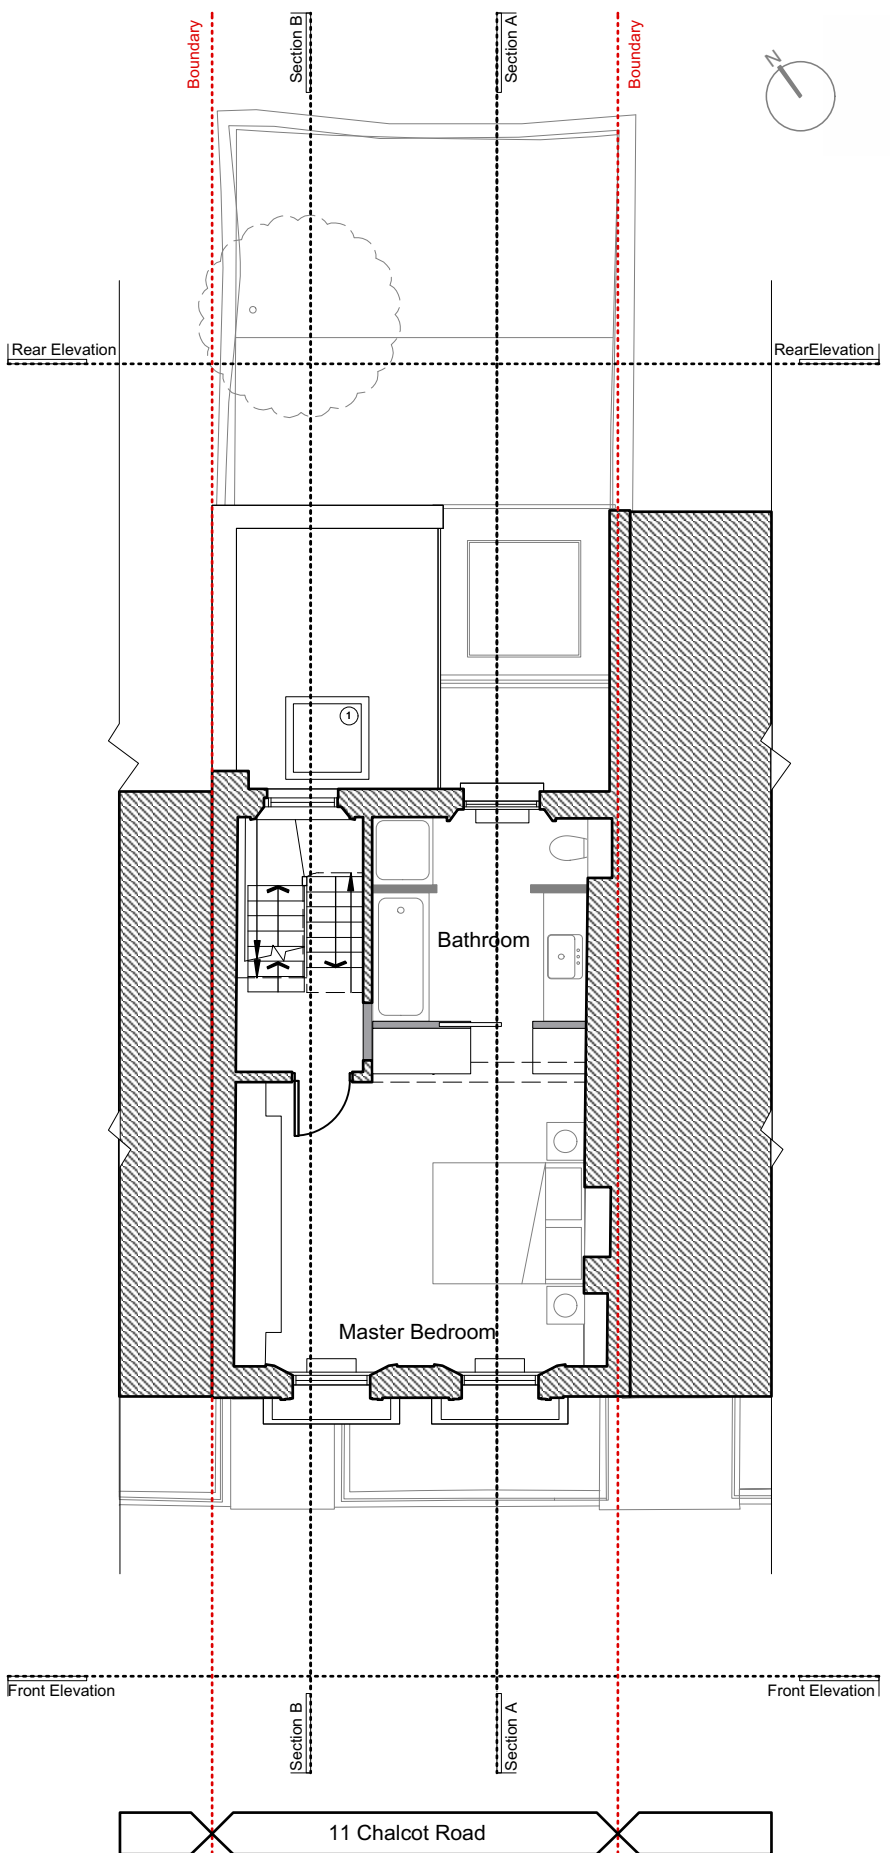 Boundary
Section B
Section A
Boundary
N
Rear Elevation
RearElevation
1
Bathroom
Master Bedroom
Front Elevation
Front Elevation
Section B
Section A
11 Chalcot Road